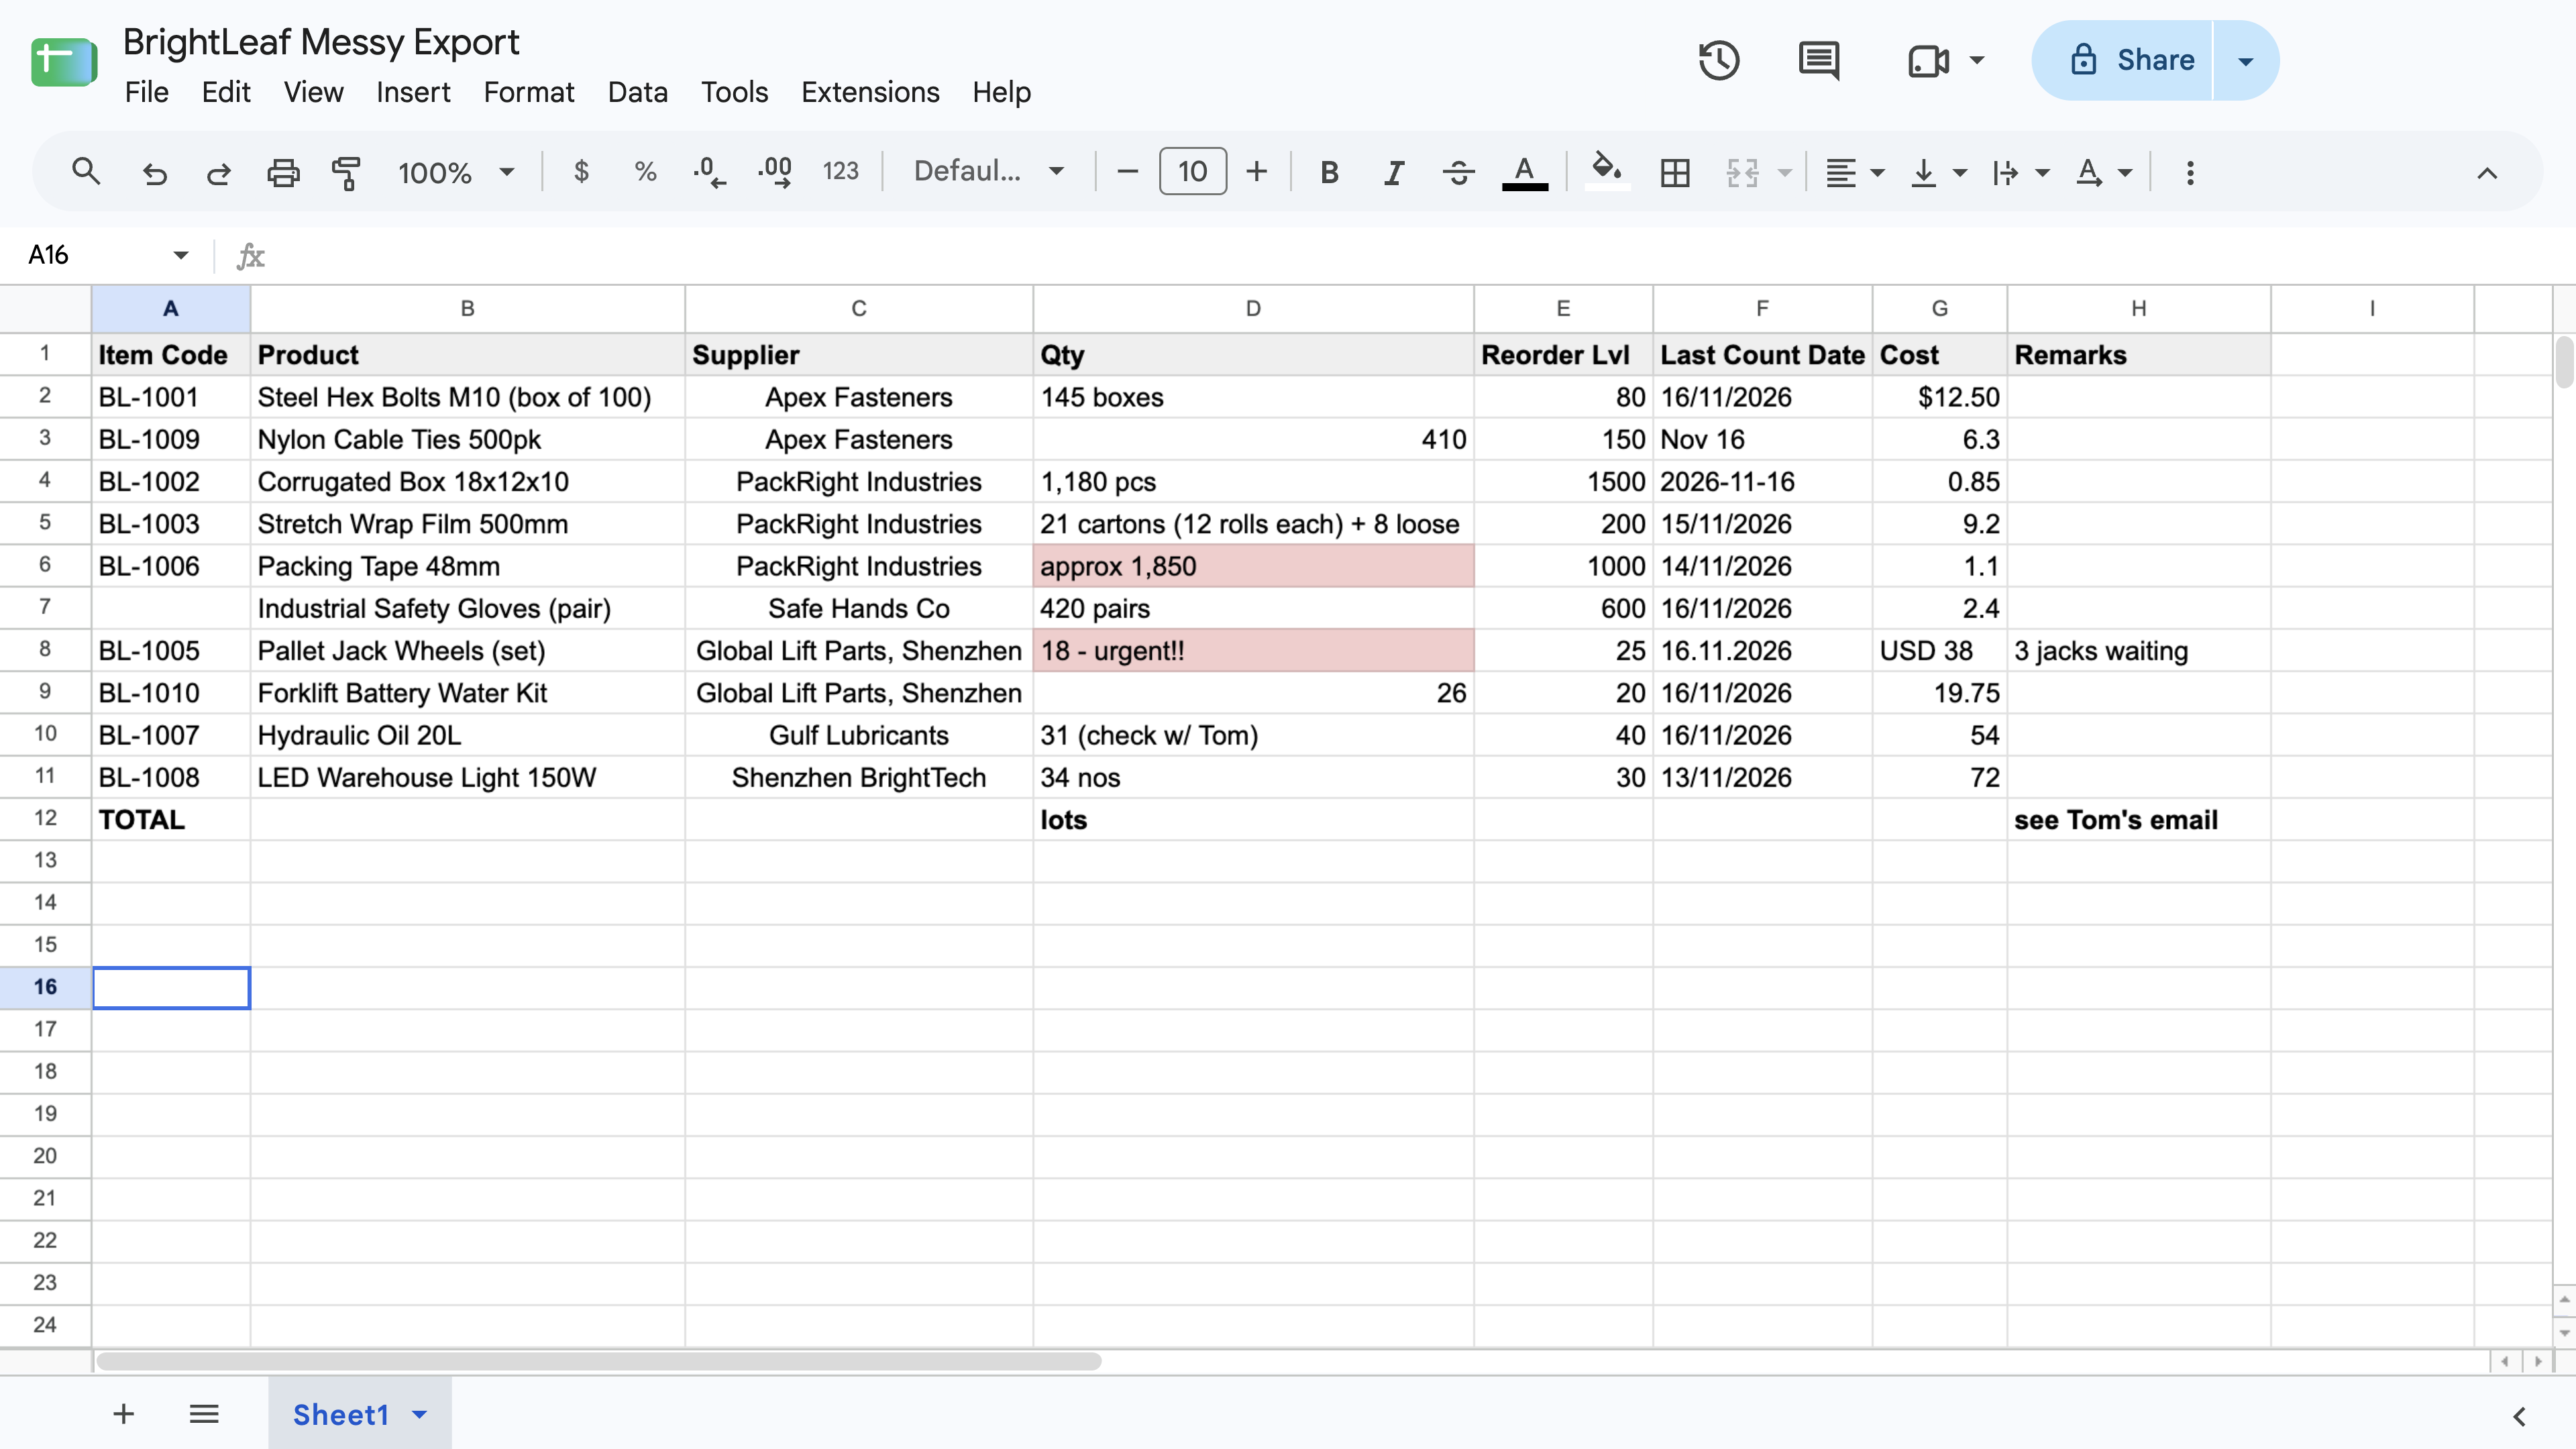 BrightLeaf Messy Export
File Edit View Insert Format Data Tools Extensions Help
Share
100% $ % .0 .00 123 Defaul... 10 B I A A
A16 fx
A B C D E F G H I
1 Item Code Product Supplier Qty Reorder Lvl Last Count Date Cost Remarks
2 BL-1001 Steel Hex Bolts M10 (box of 100) Apex Fasteners 145 boxes 80 16/11/2026 $12.50
3 BL-1009 Nylon Cable Ties 500pk Apex Fasteners 410 150 Nov 16 6.3
4 BL-1002 Corrugated Box 18x12x10 PackRight Industries 1,180 pcs 1500 2026-11-16 0.85
5 BL-1003 Stretch Wrap Film 500mm PackRight Industries 21 cartons (12 rolls each) + 8 loose 200 15/11/2026 9.2
6 BL-1006 Packing Tape 48mm PackRight Industries approx 1,850 1000 14/11/2026 1.1
7 Industrial Safety Gloves (pair) Safe Hands Co 420 pairs 600 16/11/2026 2.4
8 BL-1005 Pallet Jack Wheels (set) Global Lift Parts, Shenzhen 18 - urgent!! 25 16.11.2026 USD 38 3 jacks waiting
9 BL-1010 Forklift Battery Water Kit Global Lift Parts, Shenzhen 26 20 16/11/2026 19.75
10 BL-1007 Hydraulic Oil 20L Gulf Lubricants 31 (check w/ Tom) 40 16/11/2026 54
11 BL-1008 LED Warehouse Light 150W Shenzhen BrightTech 34 nos 30 13/11/2026 72
12 TOTAL lots see Tom's email
13
14
15
16
17
18
19
20
21
22
23
24
Sheet1